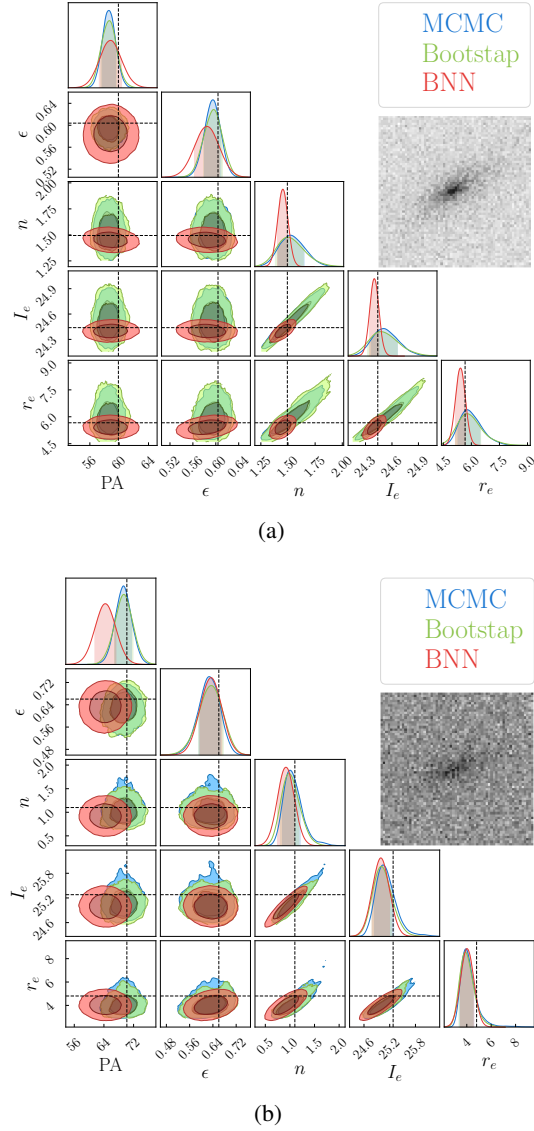 MCMC
Bootstap
BNN
ϵ
0.64
0.60
0.56
0.52
n
2.00
1.75
1.50
1.25
I_e
24.9
24.6
24.3
r_e
9.0
7.5
6.0
4.5
56 60 64
0.52 0.56 0.60 0.64
1.25 1.50 1.75 2.00
24.3 24.6 24.9
4.5 6.0 7.5 9.0
PA ϵ n I_e r_e
(a)
MCMC
Bootstap
BNN
ϵ
0.72
0.64
0.56
0.48
n
2.0
1.5
1.0
0.5
I_e
25.8
25.2
24.6
r_e
8
6
4
56 64 72
0.48 0.56 0.64 0.72
0.5 1.0 1.5 2.0
24.6 25.2 25.8
4 6 8
PA ϵ n I_e r_e
(b)